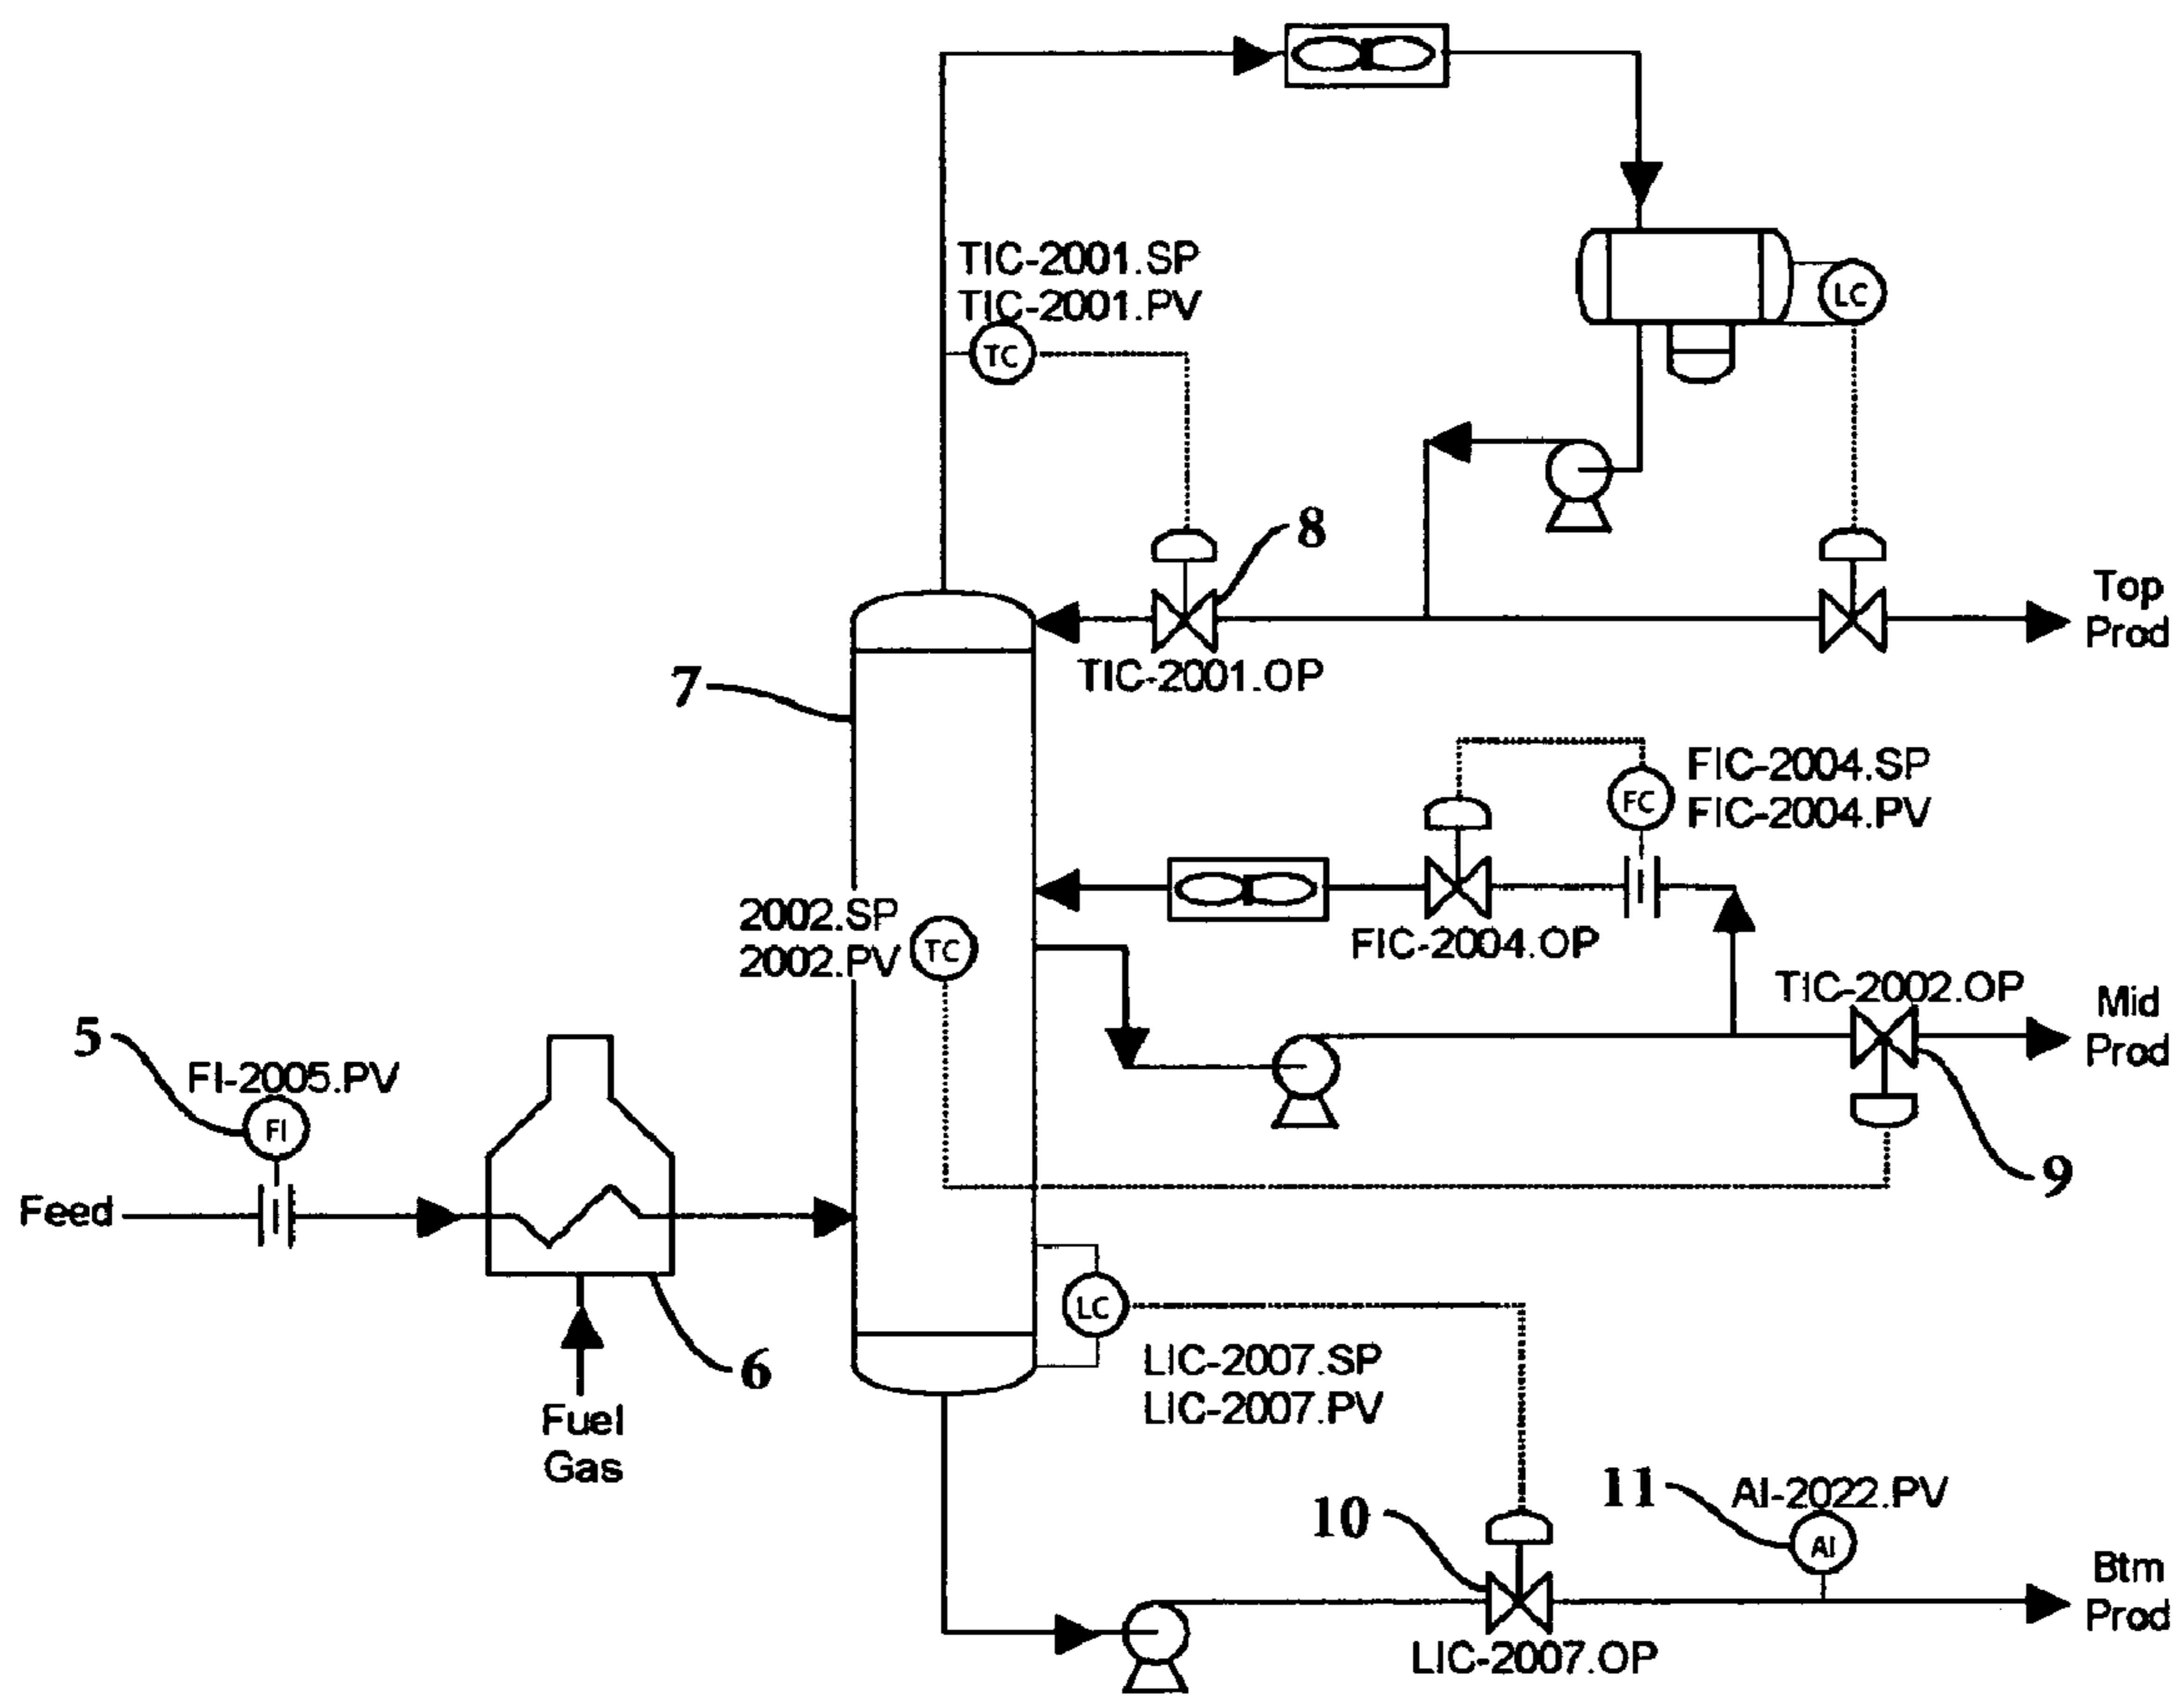 TIC-2001.SP
TIC-2001.PV
TC
LC
8
Top
Prod
TIC-2001.OP
7
FIC-2004.SP
FIC-2004.PV
FC
2002.SP
2002.PV
TC
FIC-2004.OP
TIC-2002.OP
Mid
Prod
5
FI-2005.PV
FI
9
Feed
LC
6
LIC-2007.SP
LIC-2007.PV
Fuel
Gas
10
11
AI-2022.PV
AI
Btm
Prod
LIC-2007.OP